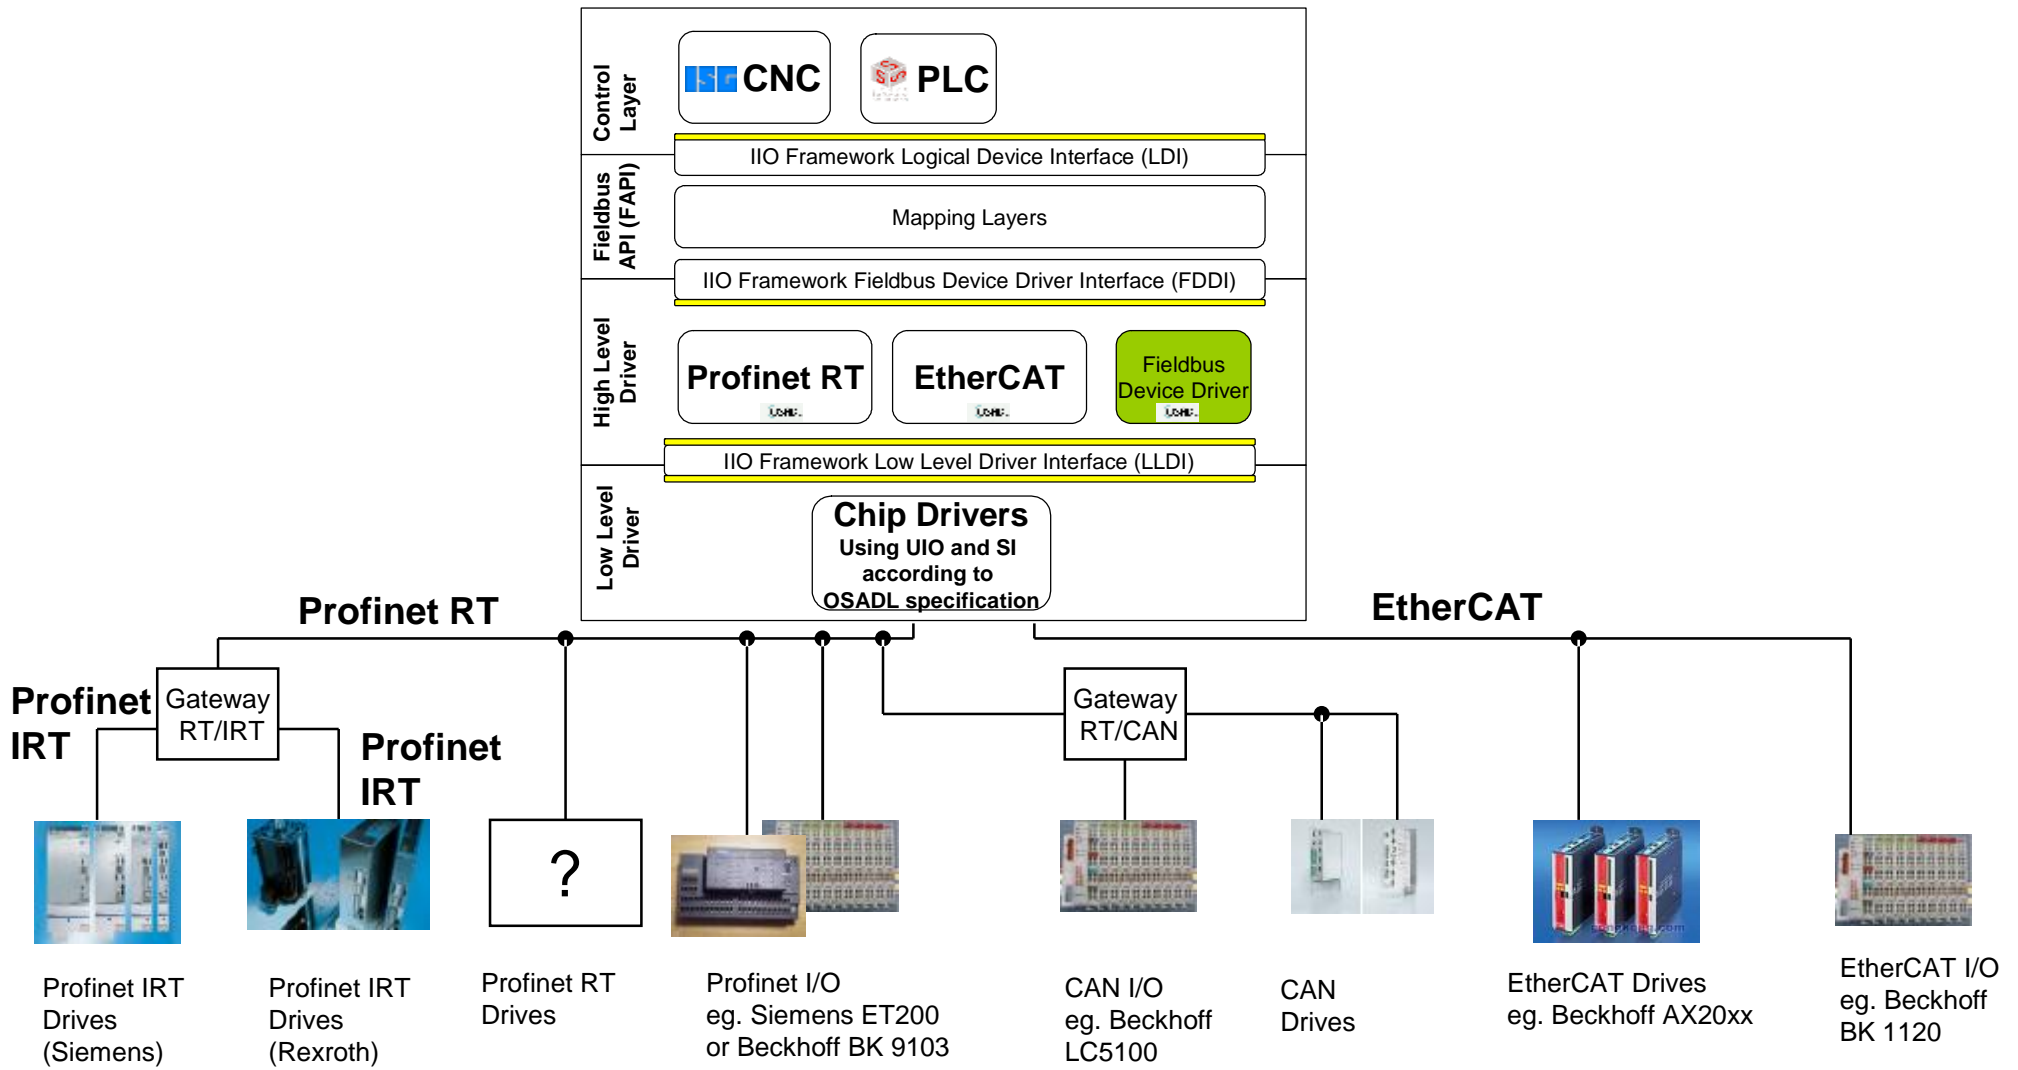 Control
Layer
ISG CNC
PLC
IIO Framework Logical Device Interface (LDI)
Fieldbus
API (FAPI)
Mapping Layers
IIO Framework Fieldbus Device Driver Interface (FDDI)
High Level
Driver
Profinet RT
EtherCAT
Fieldbus
Device Driver
IIO Framework Low Level Driver Interface (LLDI)
Low Level
Driver
Chip Drivers
Using UIO and SI
according to
OSADL specification
Profinet RT
EtherCAT
Profinet
IRT
Gateway
RT/IRT
Profinet
IRT
Gateway
RT/CAN
?
Profinet IRT
Drives
(Siemens)
Profinet IRT
Drives
(Rexroth)
Profinet RT
Drives
Profinet I/O
eg. Siemens ET200
or Beckhoff BK 9103
CAN I/O
eg. Beckhoff
LC5100
CAN
Drives
EtherCAT Drives
eg. Beckhoff AX20xx
EtherCAT I/O
eg. Beckhoff
BK 1120